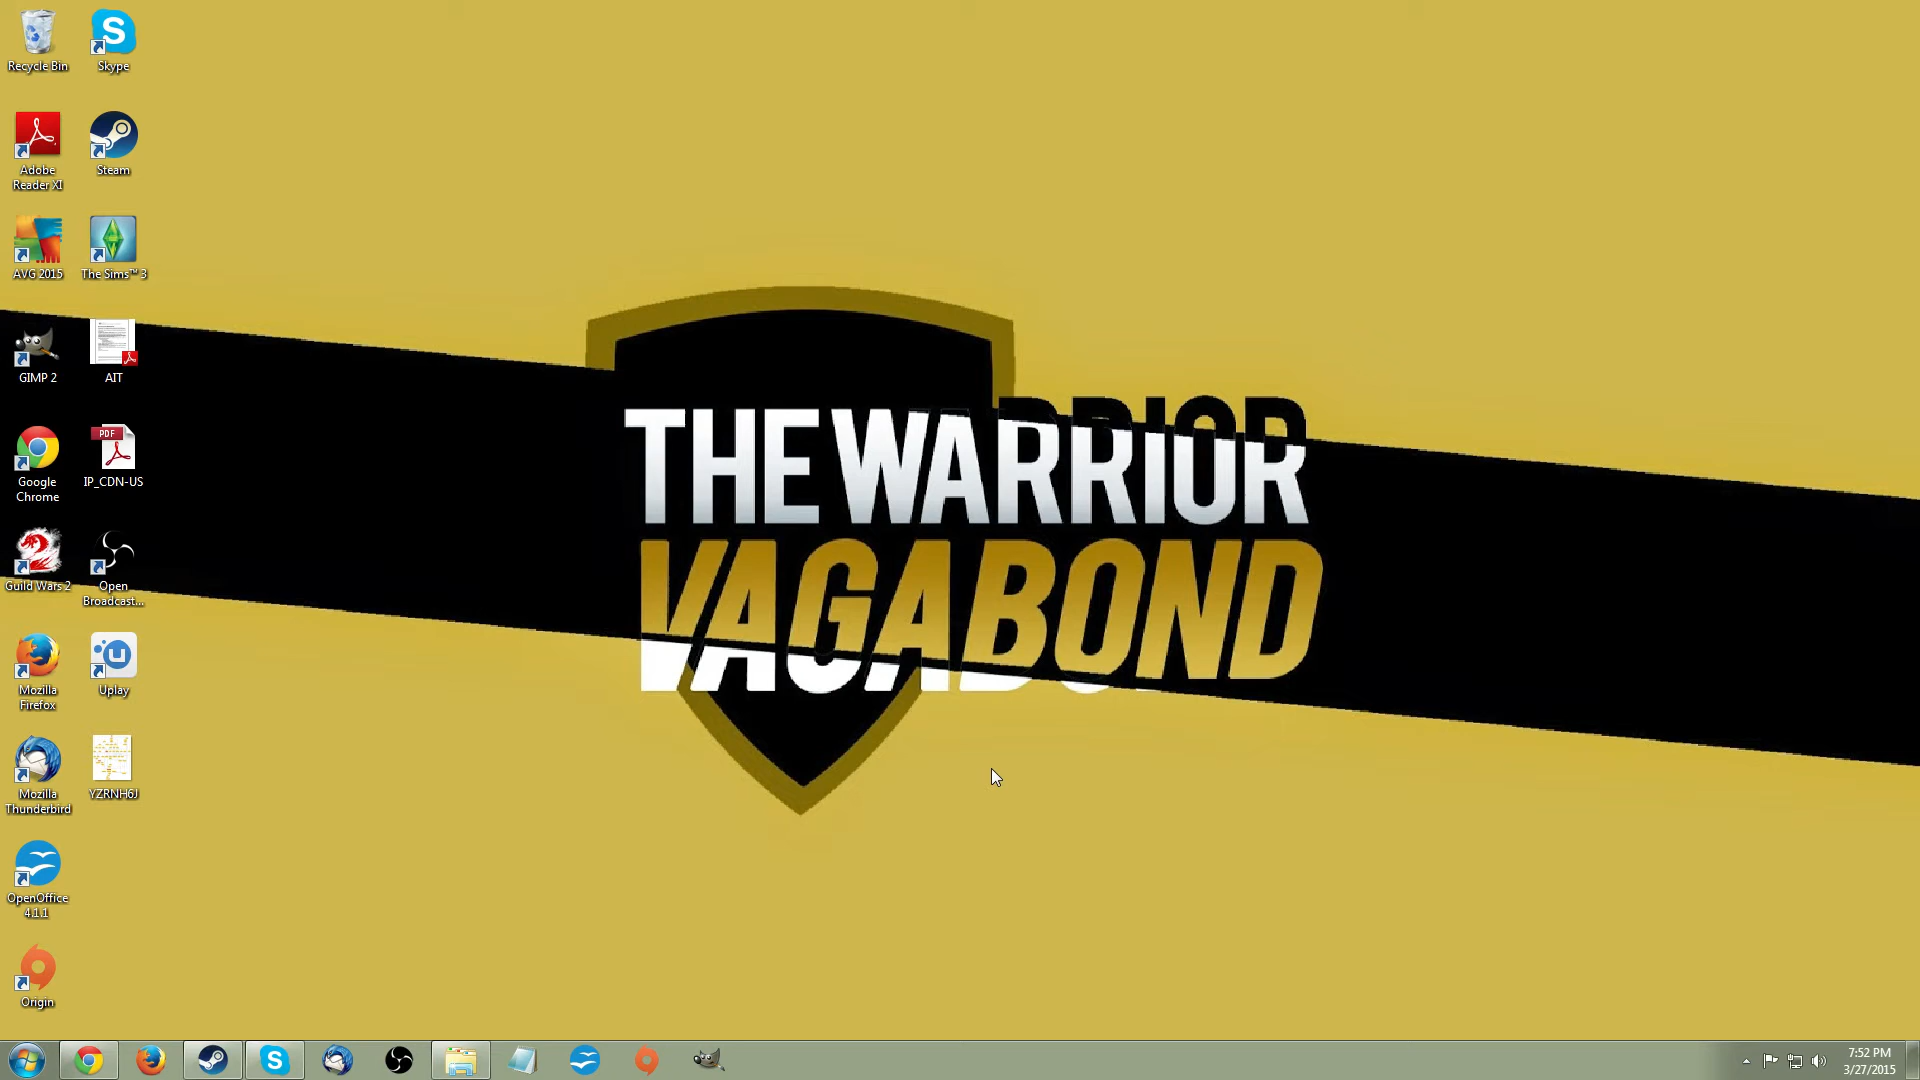 Recycle Bin
Skype
Adobe
Reader XI
Steam
AVG 2015
The Sims™ 3
GIMP 2
AIT
Google
Chrome
PDF
IP_CDN-US
Guild Wars 2
Open
Broadcast...
Mozilla
Firefox
Uplay
Mozilla
Thunderbird
YZRNH6J
OpenOffice
4.1.1
Origin
THE WARRIOR
VAGABOND
7:52 PM
3/27/2015